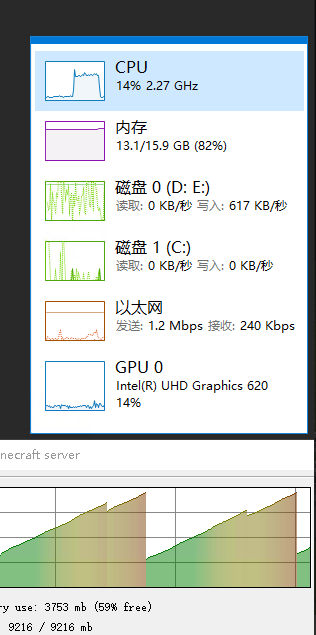 CPU
14% 2.27 GHz
内存
13.1/15.9 GB (82%)
磁盘 0 (D: E:)
读取: 0 KB/秒 写入: 617 KB/秒
磁盘 1 (C:)
读取: 0 KB/秒 写入: 0 KB/秒
以太网
发送: 1.2 Mbps 接收: 240 Kbps
GPU 0
Intel(R) UHD Graphics 620
14%
necraft server
ry use: 3753 mb (59% free)
9216 / 9216 mb